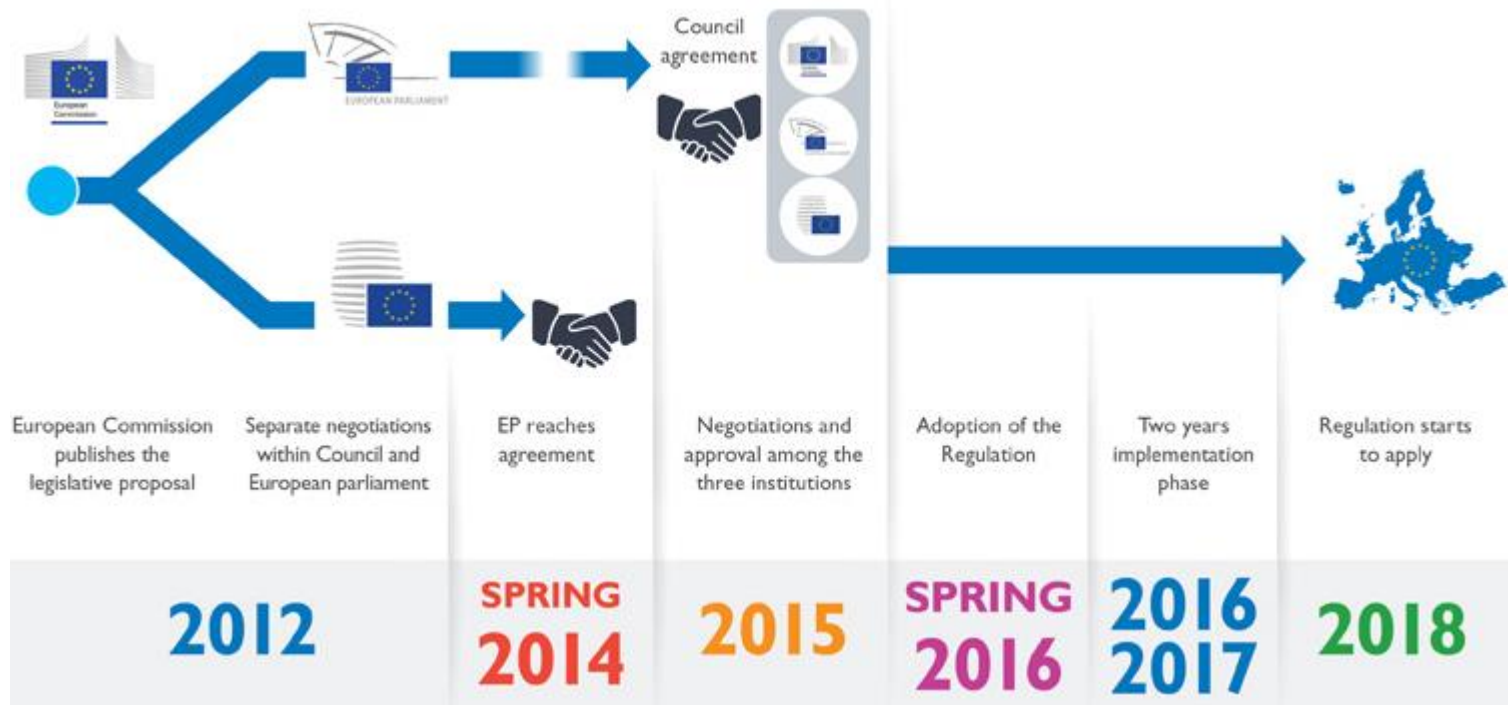 European
Commission
EUROPEAN PARLIAMENT
Council
agreement
European Commission
publishes the
legislative proposal
Separate negotiations
within Council and
European parliament
EP reaches
agreement
Negotiations and
approval among the
three institutions
Adoption of the
Regulation
Two years
implementation
phase
Regulation starts
to apply
2012
SPRING
2014
2015
SPRING
2016
2016
2017
2018